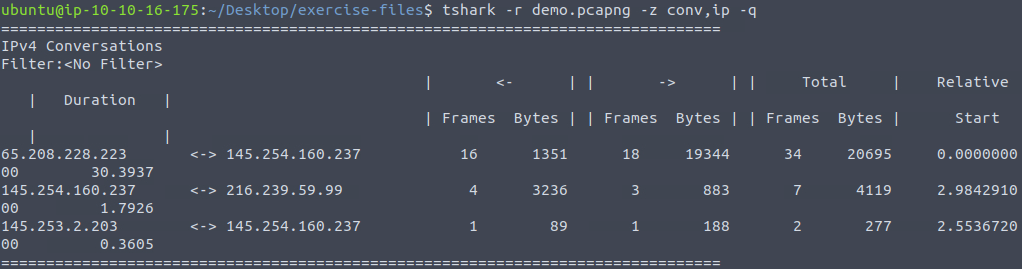 ubuntu@ip-10-10-16-175:~/Desktop/exercise-files$ tshark -r demo.pcapng -z conv,ip -q
================================================================================
IPv4 Conversations
Filter:<No Filter>
                                               |       <-      | |       ->      | |     Total     |    Relative
   |   Duration   |
                                               | Frames  Bytes | | Frames  Bytes | | Frames  Bytes |      Start
   |              |
65.208.228.223       <-> 145.254.160.237           16      1351      18     19344      34     20695     0.0000000
00        30.3937
145.254.160.237      <-> 216.239.59.99              4      3236       3       883       7      4119     2.9842910
00         1.7926
145.253.2.203        <-> 145.254.160.237            1        89       1       188       2       277     2.5536720
00         0.3605
================================================================================